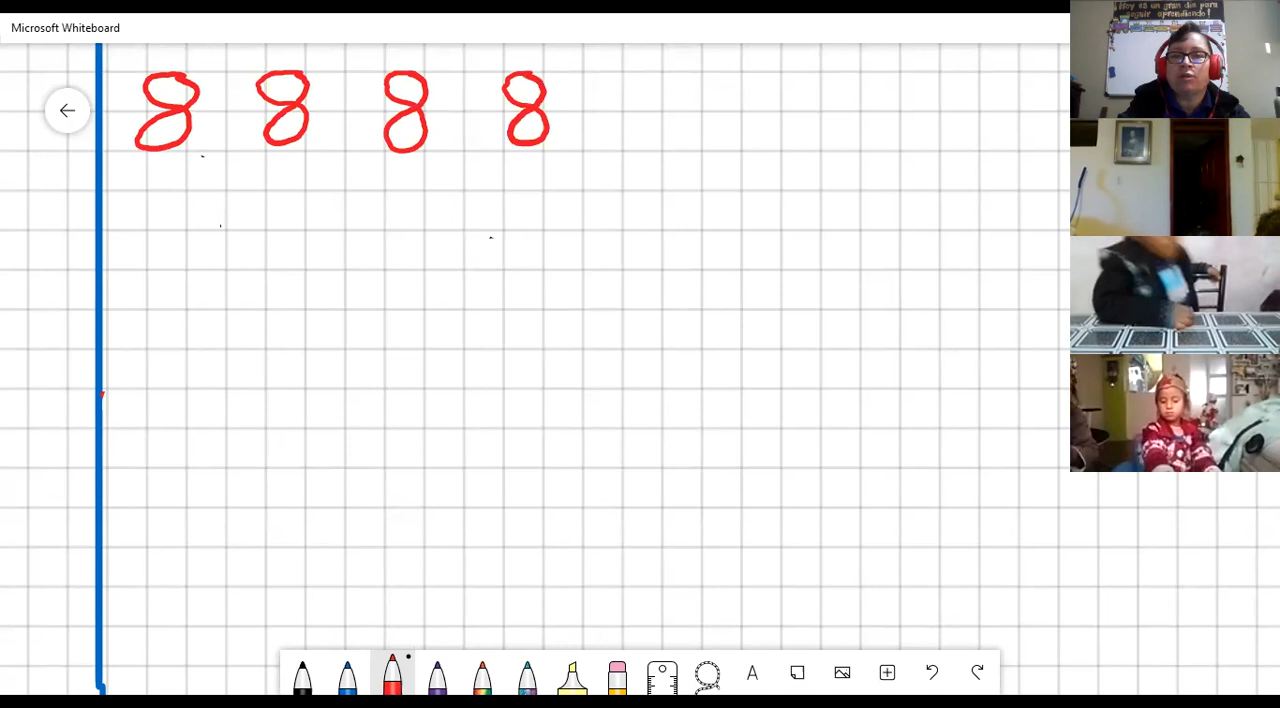 ¡Hoy es un gran día para
seguir aprendiendo!
Microsoft Whiteboard
8 8 8 8
A